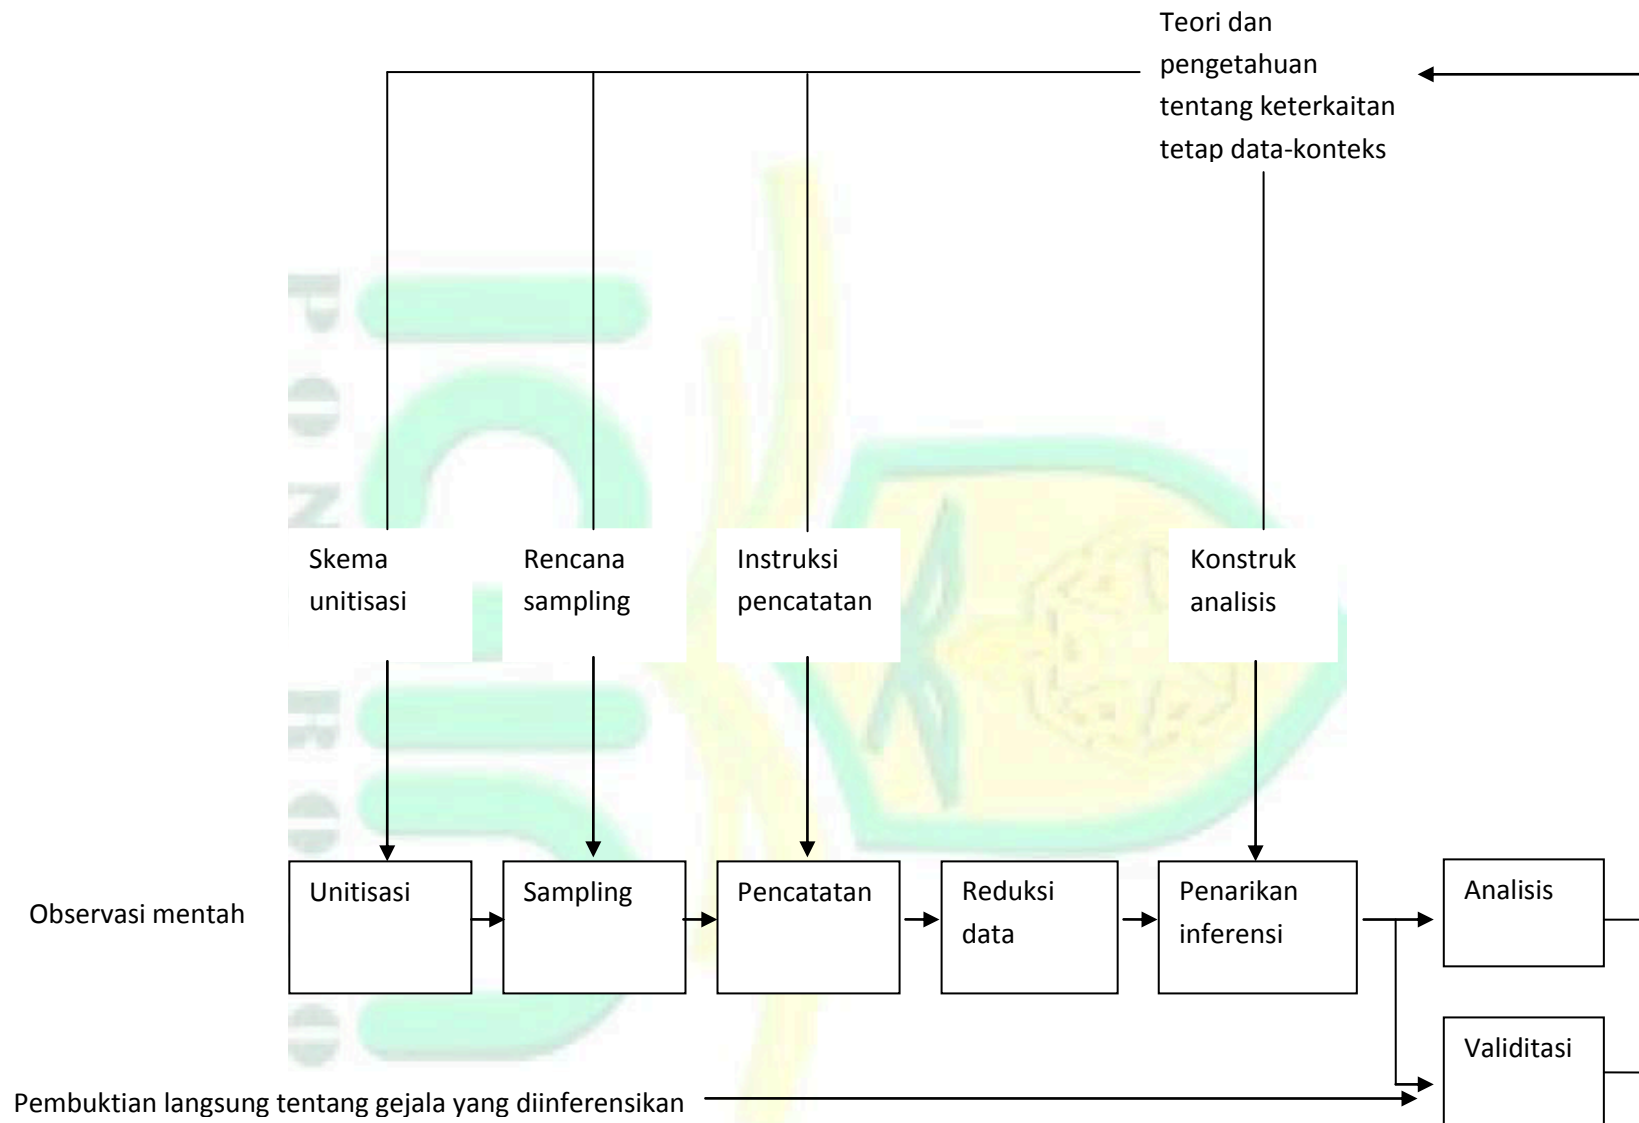 Teori dan
pengetahuan
tentang keterkaitan
tetap data-konteks
Skema
unitisasi
Rencana
sampling
Instruksi
pencatatan
Konstruk
analisis
Observasi mentah
Unitisasi
Sampling
Pencatatan
Reduksi
data
Penarikan
inferensi
Analisis
Validitasi
Pembuktian langsung tentang gejala yang diinferensikan